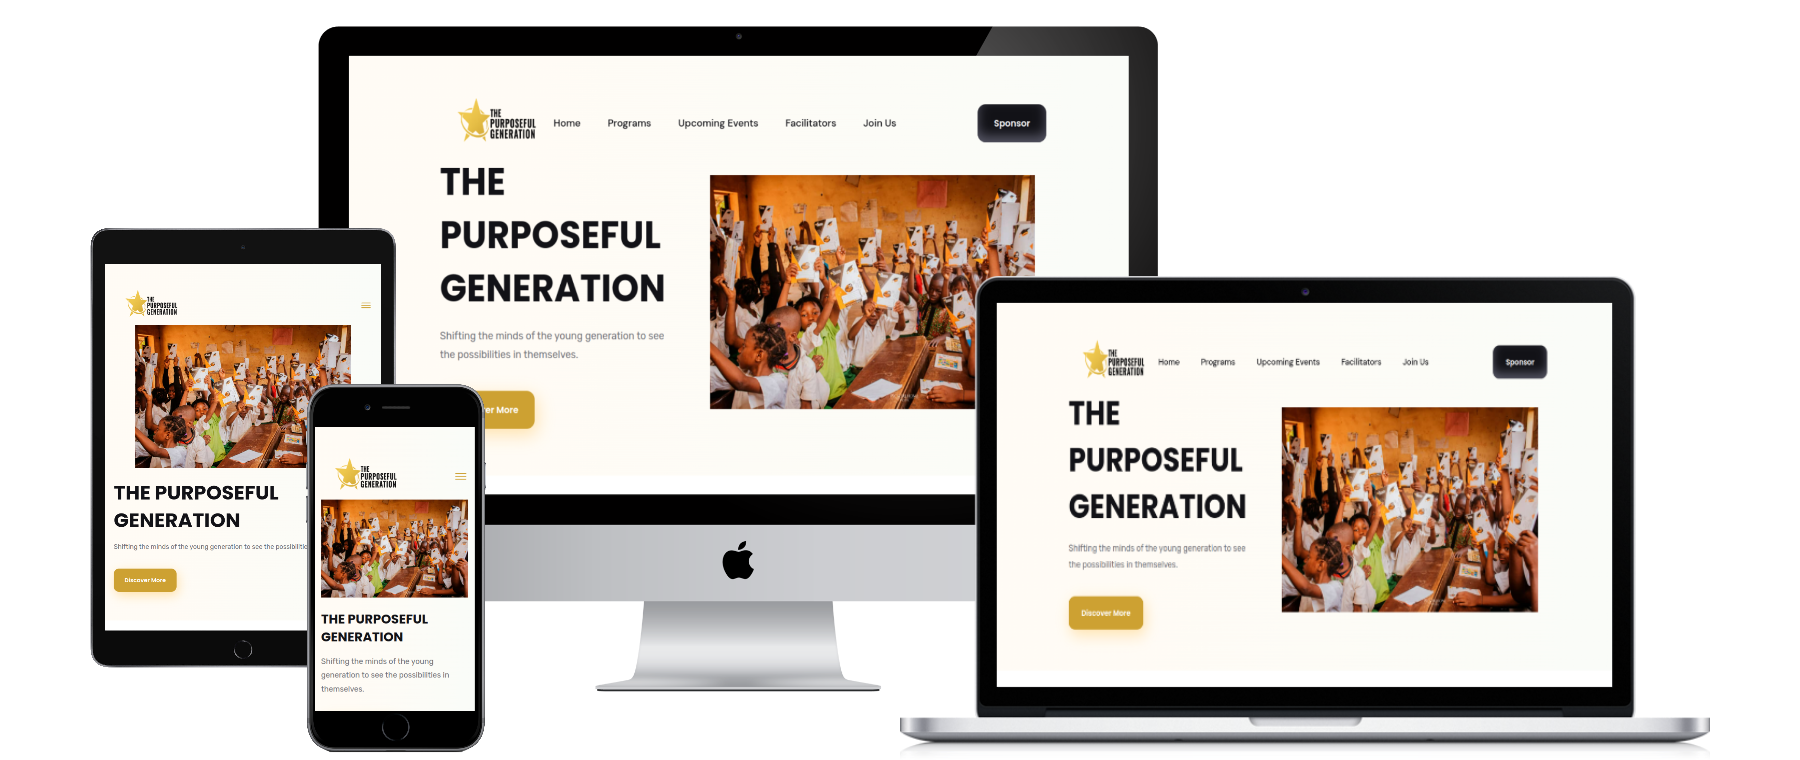 THE
PURPOSEFUL
GENERATION
Home
Programs
Upcoming Events
Facilitators
Join Us
Sponsor
THE
PURPOSEFUL
GENERATION
Shifting the minds of the young generation to see
the possibilities in themselves.
er More
THE
PURPOSEFUL
GENERATION
THE PURPOSEFUL
GENERATION
Shifting the minds of the young generation to see the
Discover More
THE
PURPOSEFUL
GENERATION
THE PURPOSEFUL
GENERATION
Shifting the minds of the young
generation to see the possibilities in
themselves.
THE
PURPOSEFUL
GENERATION
Home
Programs
Upcoming Events
Facilitators
Join Us
Sponsor
THE
PURPOSEFUL
GENERATION
Shifting the minds of the young generation to see
the possibilities in themselves.
Discover More